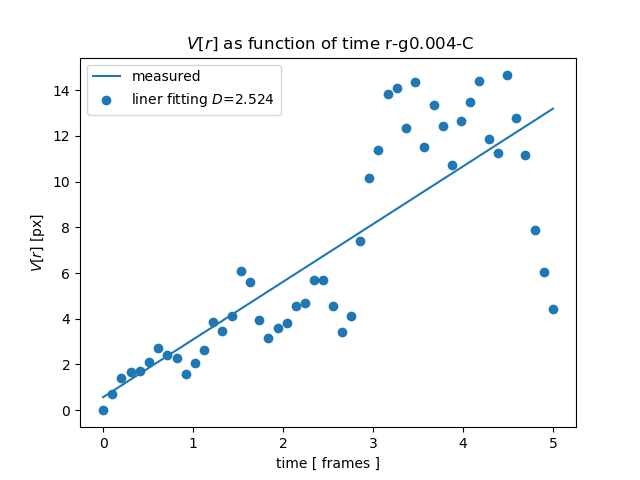 V[r] as function of time r-g0.004-C
measured
liner fitting D=2.524
14
12
10
8
6
4
2
0
V[r] [px]
0 1 2 3 4 5
time [ frames ]